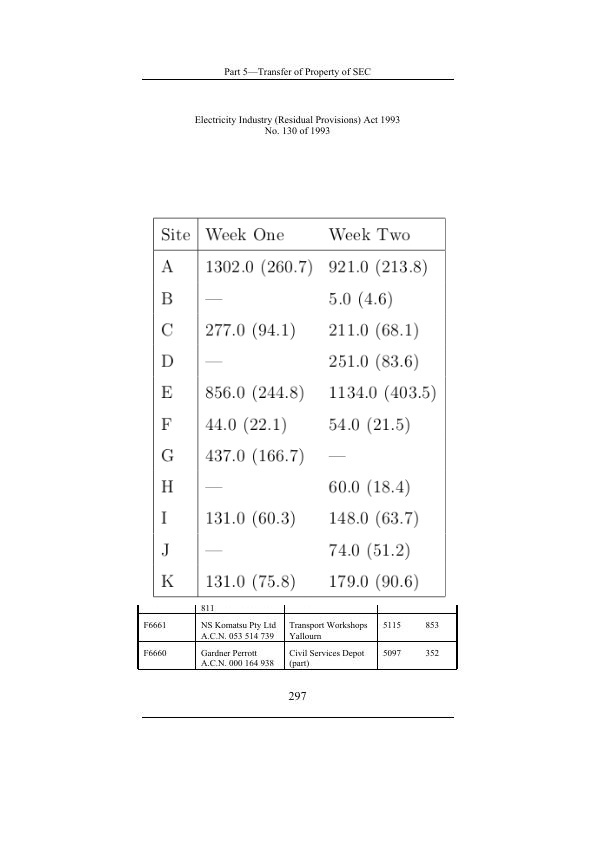 Part 5—Transfer of Property of SEC
Electricity Industry (Residual Provisions) Act 1993
No. 130 of 1993
Site Week One Week Two
A 1302.0 (260.7) 921.0 (213.8)
B — 5.0 (4.6)
C 277.0 (94.1) 211.0 (68.1)
D — 251.0 (83.6)
E 856.0 (244.8) 1134.0 (403.5)
F 44.0 (22.1) 54.0 (21.5)
G 437.0 (166.7) —
H — 60.0 (18.4)
I 131.0 (60.3) 148.0 (63.7)
J — 74.0 (51.2)
K 131.0 (75.8) 179.0 (90.6)
811
F6661 NS Komatsu Pty Ltd Transport Workshops 5115 853
A.C.N. 053 514 739 Yallourn
F6660 Gardner Perrott Civil Services Depot 5097 352
A.C.N. 000 164 938 (part)
297